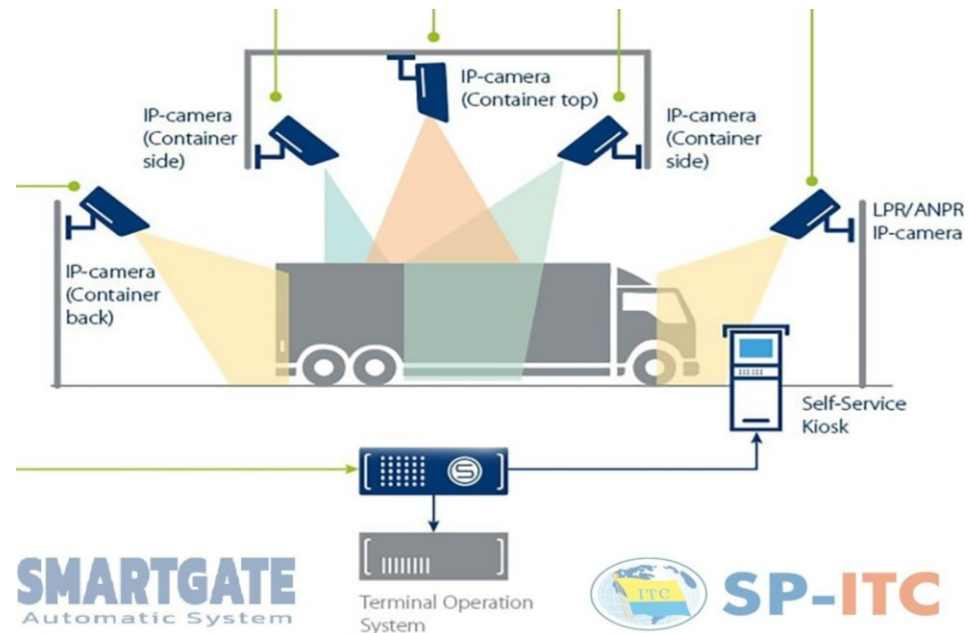 IP-camera
(Container top)
IP-camera
(Container
side)
IP-camera
(Container
side)
LPR/ANPR
IP-camera
IP-camera
(Container
back)
Self-Service
Kiosk
S
Terminal Operation
System
SMARTGATE
Automatic System
ITC
SP-ITC